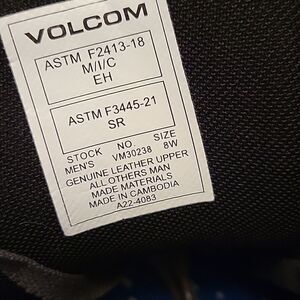 VOLCOM
ASTM F2413-18
M/I/C
EH
ASTM F3445-21
SR
STOCK NO. SIZE
MEN'S VM30238 8W
GENUINE LEATHER UPPER
ALL OTHERS MAN
MADE MATERIALS
MADE IN CAMBODIA
A22-4083